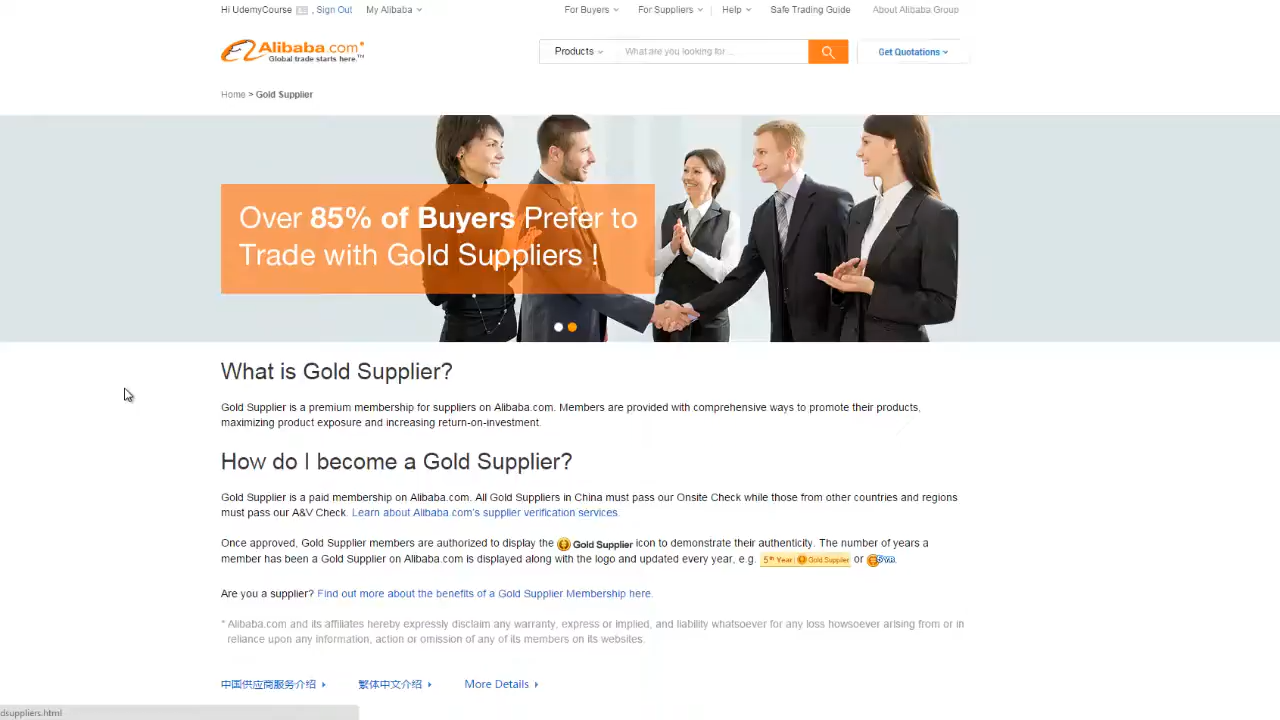 Hi UdemyCourse , Sign Out My Alibaba For Buyers For Suppliers Help Safe Trading Guide About Alibaba Group
Alibaba.com
Global trade starts here.™
Products What are you looking for ... Get Quotations
Home > Gold Supplier
Over 85% of Buyers Prefer to
Trade with Gold Suppliers !
What is Gold Supplier?
Gold Supplier is a premium membership for suppliers on Alibaba.com. Members are provided with comprehensive ways to promote their products,
maximizing product exposure and increasing return-on-investment.
How do I become a Gold Supplier?
Gold Supplier is a paid membership on Alibaba.com. All Gold Suppliers in China must pass our Onsite Check while those from other countries and regions
must pass our A&V Check. Learn about Alibaba.com's supplier verification services.
Once approved, Gold Supplier members are authorized to display the Gold Supplier icon to demonstrate their authenticity. The number of years a
member has been a Gold Supplier on Alibaba.com is displayed along with the logo and updated every year, e.g. 5th Year Gold Supplier or
Are you a supplier? Find out more about the benefits of a Gold Supplier Membership here.
* Alibaba.com and its affiliates hereby expressly disclaim any warranty, express or implied, and liability whatsoever for any loss howsoever arising from or in
reliance upon any information, action or omission of any of its members on its websites.
中国供应商服务介绍 繁体中文介绍 More Details
dsuppliers.html